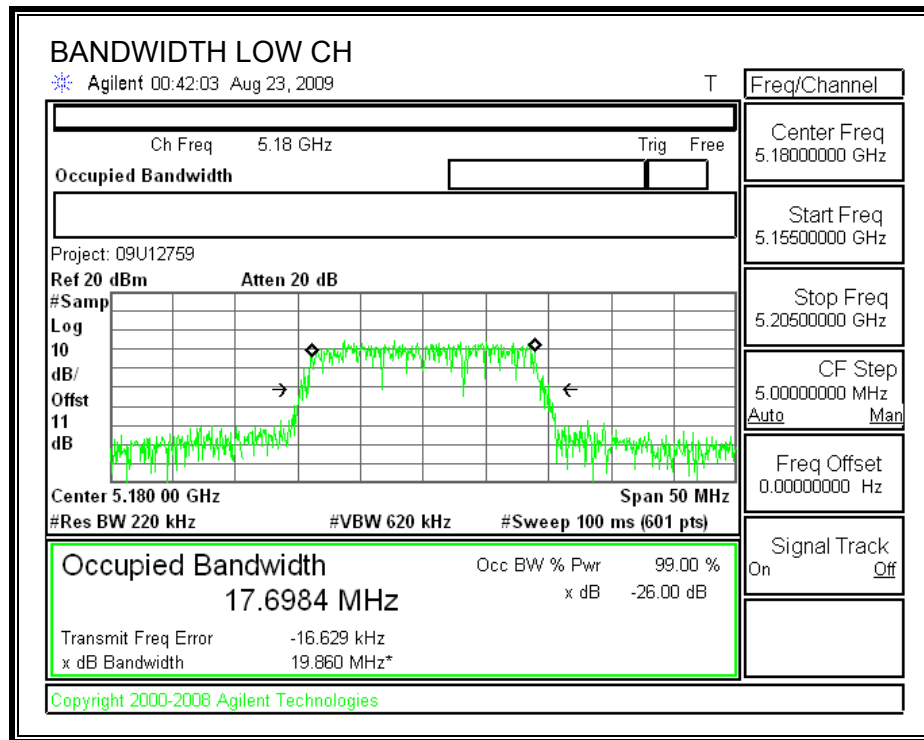 BANDWIDTH LOW CH
Agilent 00:42:03 Aug 23, 2009 T
Ch Freq 5.18 GHz Trig Free
Occupied Bandwidth
Project: 09U12759
Ref 20 dBm Atten 20 dB
#Samp
Log
10
dB/
Offst
11
dB
Center 5.180 00 GHz Span 50 MHz
#Res BW 220 kHz #VBW 620 kHz #Sweep 100 ms (601 pts)
Occupied Bandwidth Occ BW % Pwr 99.00 %
17.6984 MHz x dB -26.00 dB
Transmit Freq Error -16.629 kHz
x dB Bandwidth 19.860 MHz*
Copyright 2000-2008 Agilent Technologies
Freq/Channel
Center Freq
5.18000000 GHz
Start Freq
5.15500000 GHz
Stop Freq
5.20500000 GHz
CF Step
5.00000000 MHz
Auto Man
Freq Offset
0.00000000 Hz
Signal Track
On Off